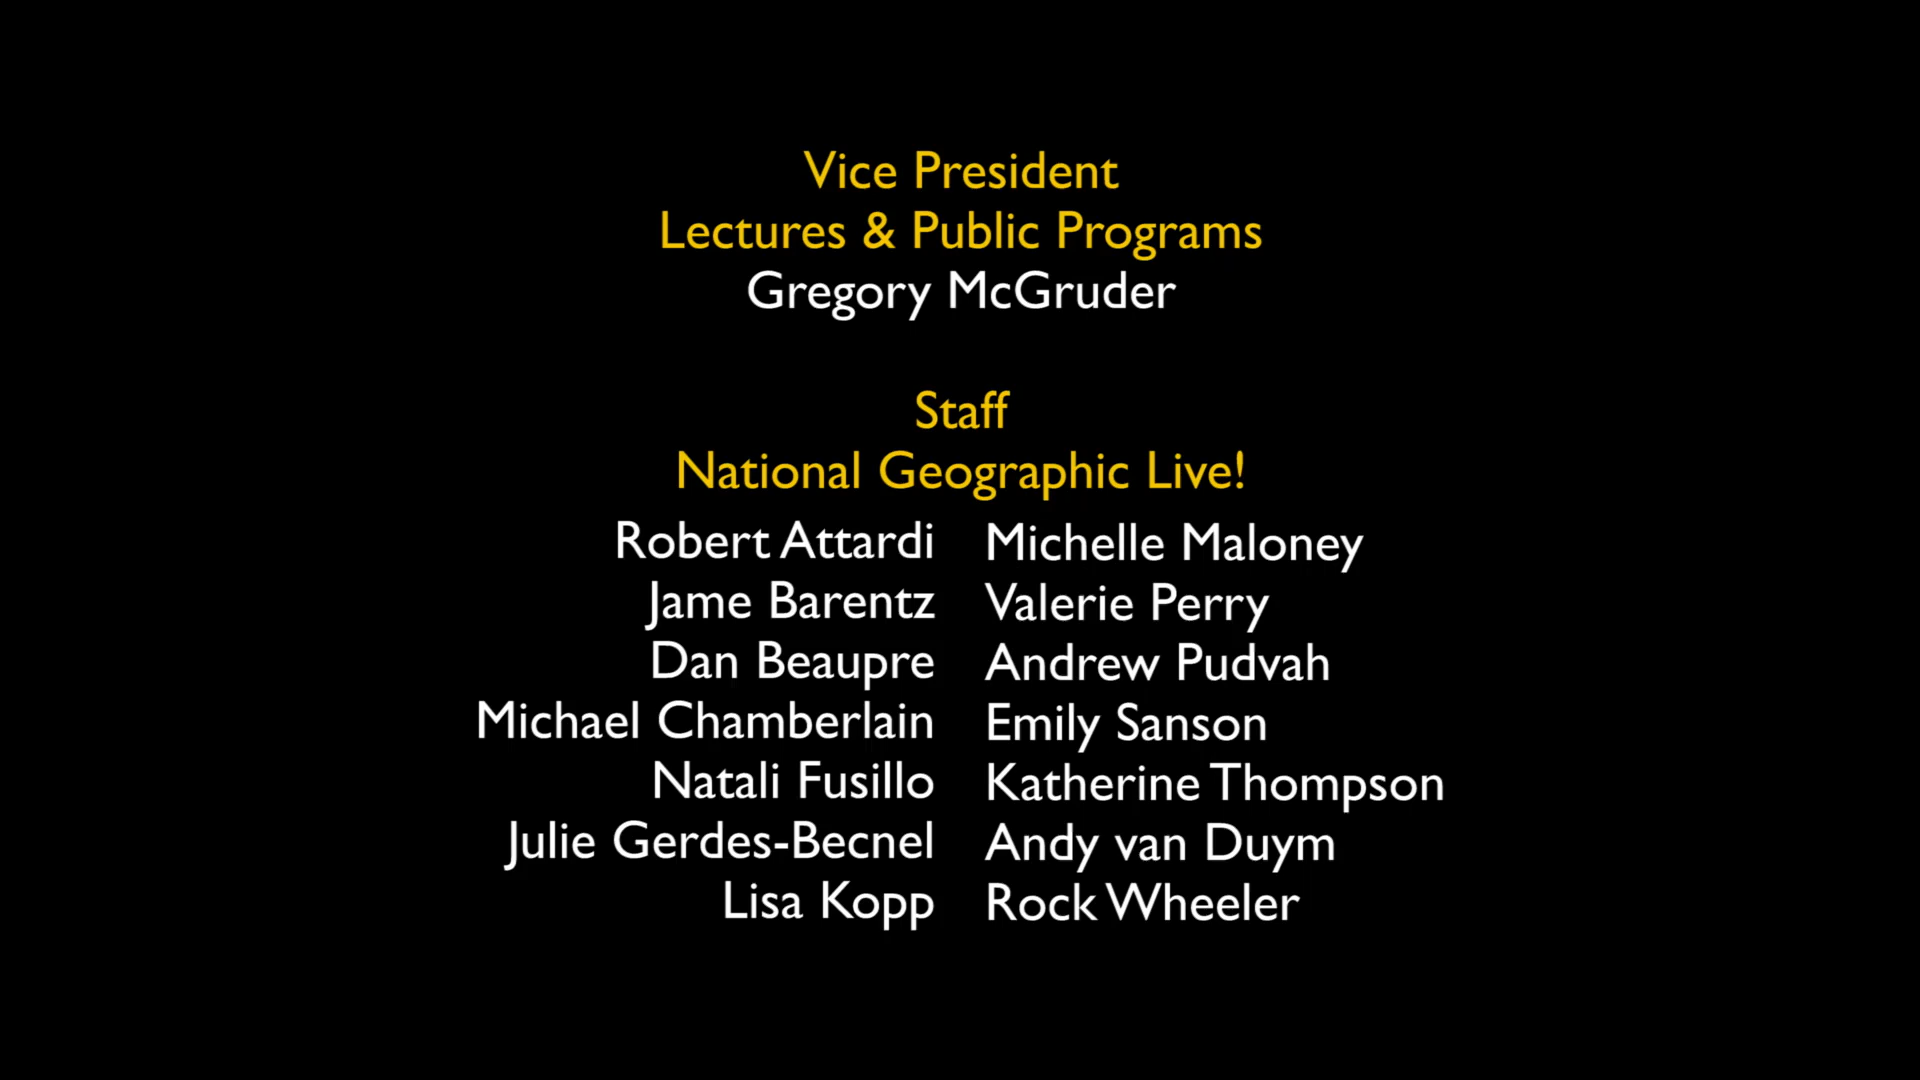 Vice President
Lectures & Public Programs
Gregory McGruder
Staff
National Geographic Live!
Robert Attardi
Jame Barentz
Dan Beaupre
Michael Chamberlain
Natali Fusillo
Julie Gerdes-Becnel
Lisa Kopp
Michelle Maloney
Valerie Perry
Andrew Pudvah
Emily Sanson
Katherine Thompson
Andy van Duym
Rock Wheeler